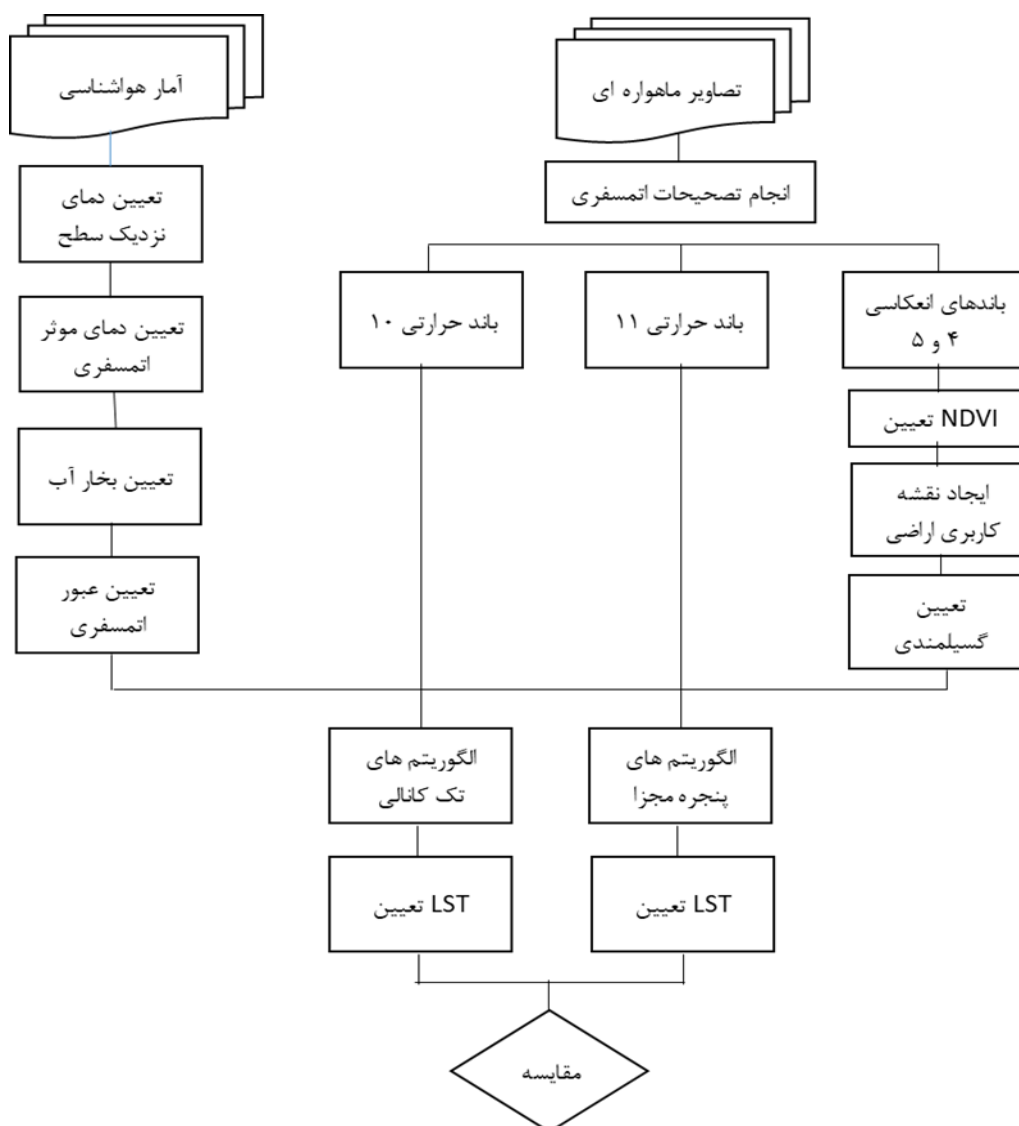 آمار هواشناسی
تصاویر ماهواره ای
تعیین دمای
نزدیک سطح
انجام تصحیحات اتمسفری
تعیین دمای موثر
اتمسفری
باند حرارتی ۱۰
باند حرارتی ۱۱
باندهای انعکاسی
۴ و ۵
تعیین NDVI
تعیین بخار آب
ایجاد نقشه
کاربری اراضی
تعیین عبور
اتمسفری
تعیین
گسیلمندی
الگوریتم های
تک کانالی
الگوریتم های
پنجره مجزا
تعیین LST
تعیین LST
مقایسه